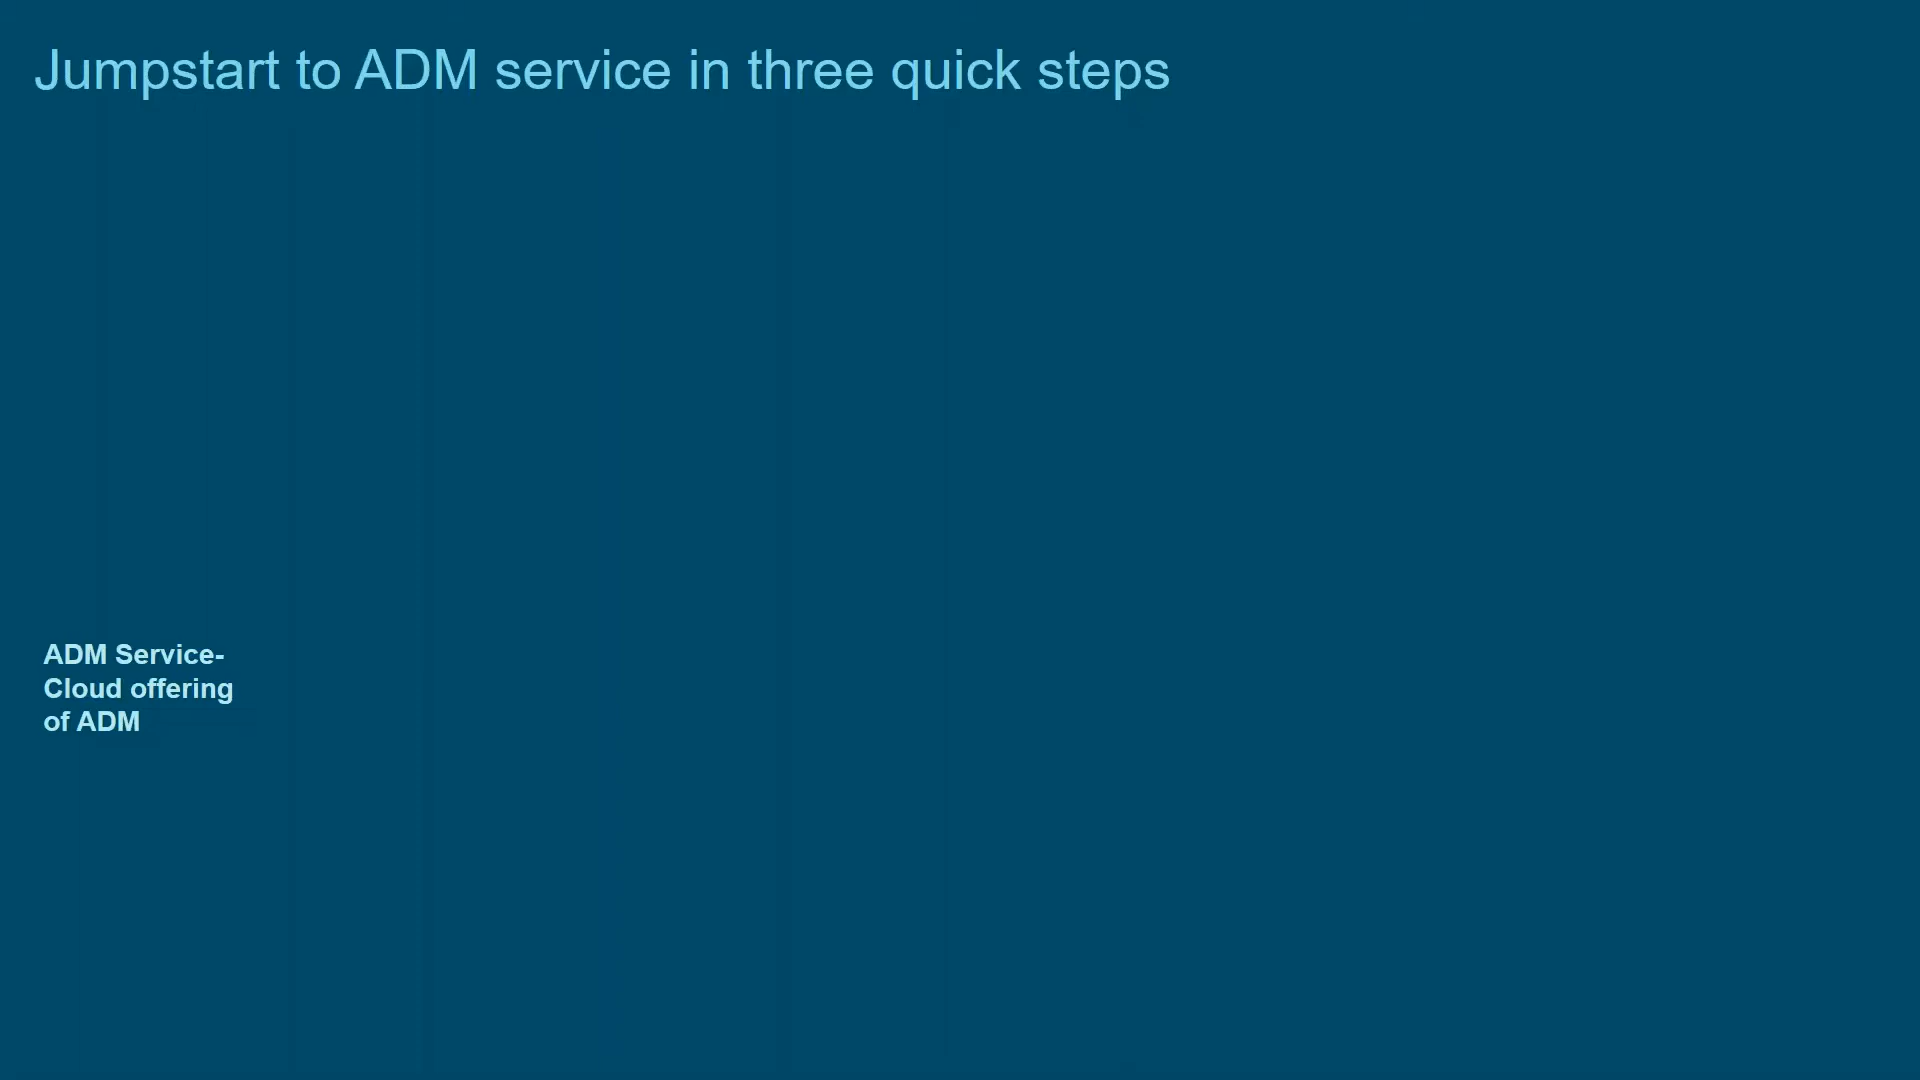 Jumpstart to ADM service in three quick steps
ADM Service-
Cloud offering
of ADM